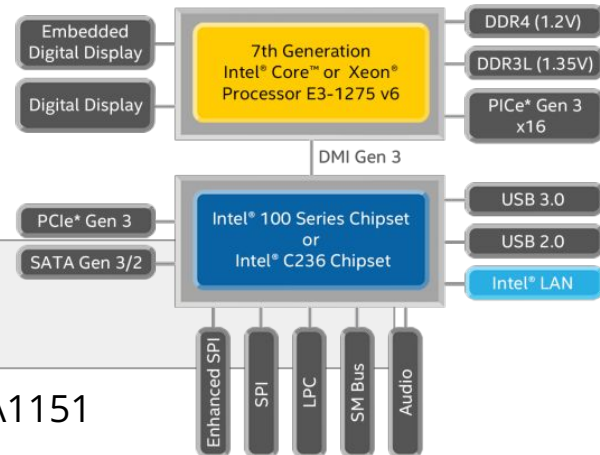 Embedded
Digital Display
Digital Display
7th Generation
Intel® Core™ or Xeon®
Processor E3-1275 v6
DDR4 (1.2V)
DDR3L (1.35V)
PICe* Gen 3
x16
DMI Gen 3
PCIe* Gen 3
SATA Gen 3/2
Intel® 100 Series Chipset
or
Intel® C236 Chipset
USB 3.0
USB 2.0
Intel® LAN
Enhanced SPI
SPI
LPC
SM Bus
Audio
A1151